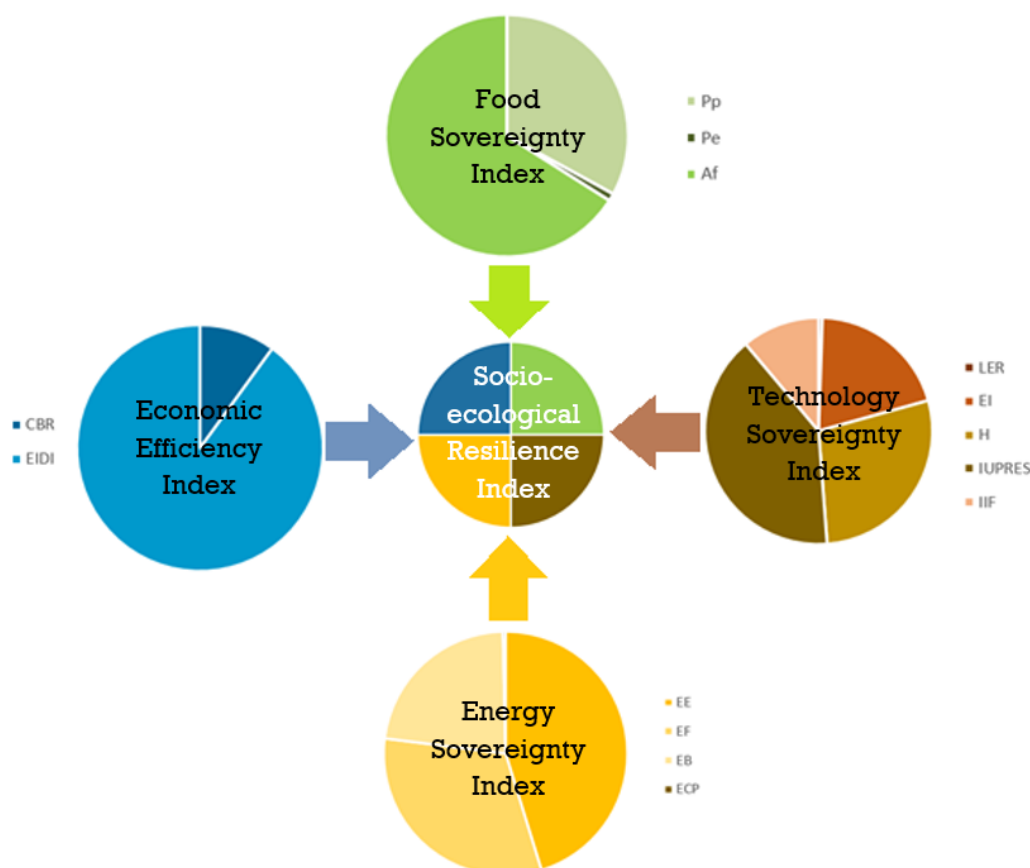 Food
Sovereignty
Index
Pp
Pe
Af
CBR
EIDI
Economic
Efficiency
Index
Socio-
ecological
Resilience
Index
Technology
Sovereignty
Index
LER
EI
H
IUPRES
IIF
Energy
Sovereignty
Index
EE
EF
EB
ECP